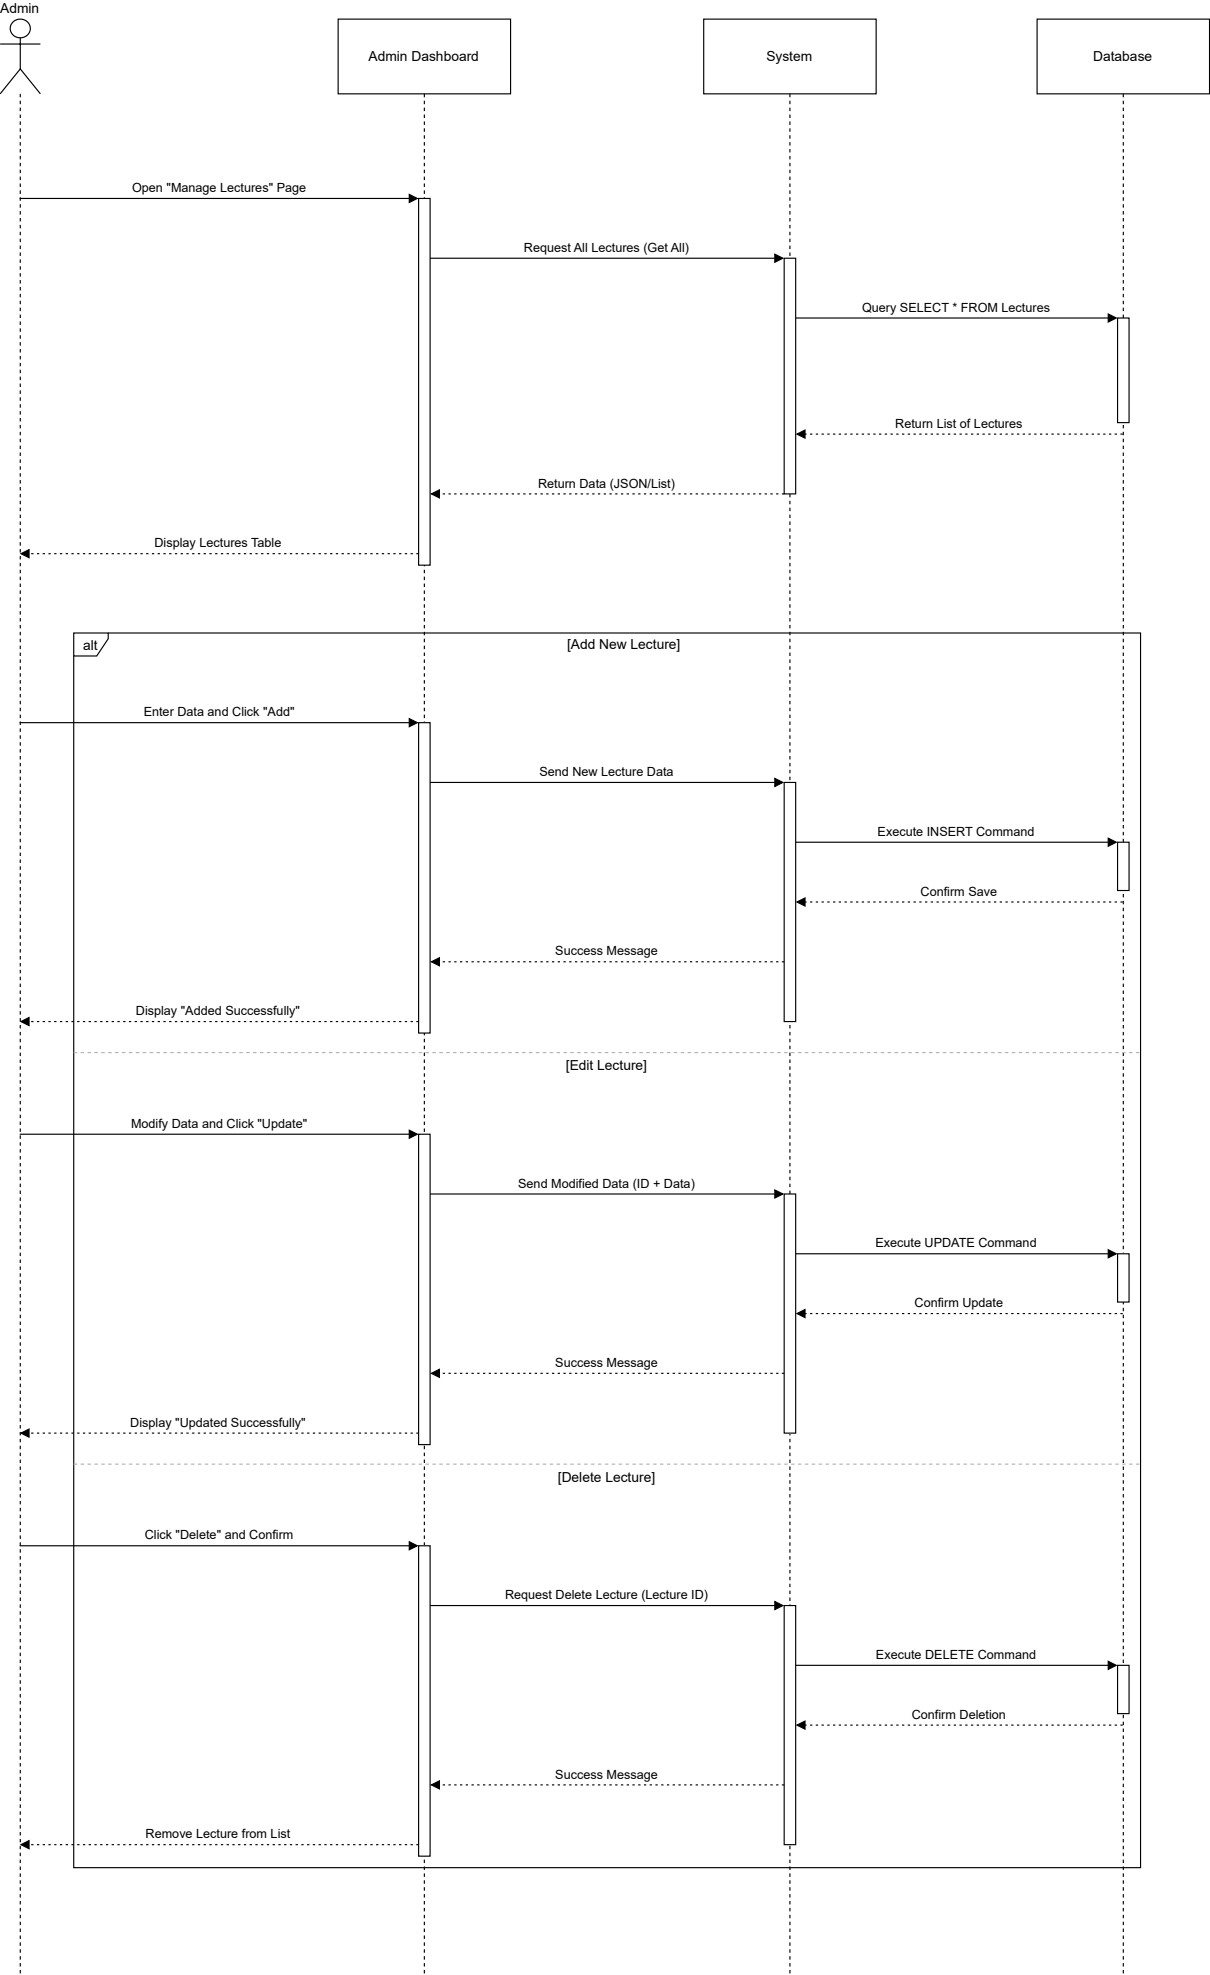 Admin
Admin Dashboard
System
Database
Open "Manage Lectures" Page
Request All Lectures (Get All)
Query SELECT * FROM Lectures
Return List of Lectures
Return Data (JSON/List)
Display Lectures Table
alt
[Add New Lecture]
Enter Data and Click "Add"
Send New Lecture Data
Execute INSERT Command
Confirm Save
Success Message
Display "Added Successfully"
[Edit Lecture]
Modify Data and Click "Update"
Send Modified Data (ID + Data)
Execute UPDATE Command
Confirm Update
Success Message
Display "Updated Successfully"
[Delete Lecture]
Click "Delete" and Confirm
Request Delete Lecture (Lecture ID)
Execute DELETE Command
Confirm Deletion
Success Message
Remove Lecture from List